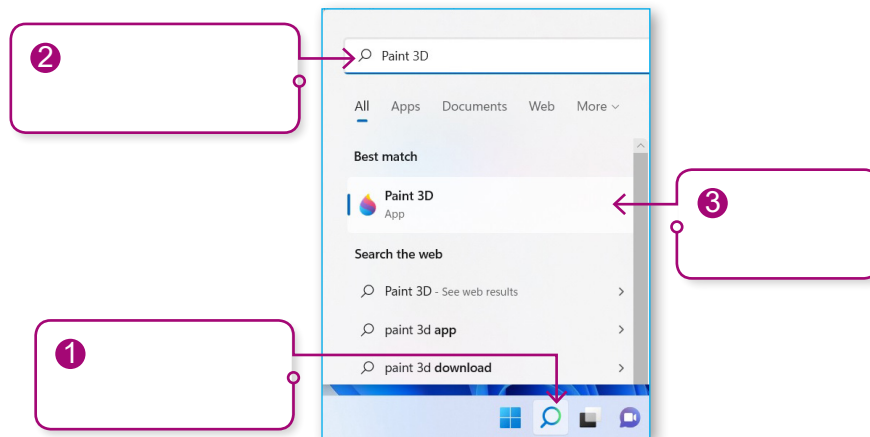 2
Paint 3D
All Apps Documents Web More
Best match
Paint 3D
App
3
Search the web
Paint 3D - See web results
paint 3d app
1
paint 3d download